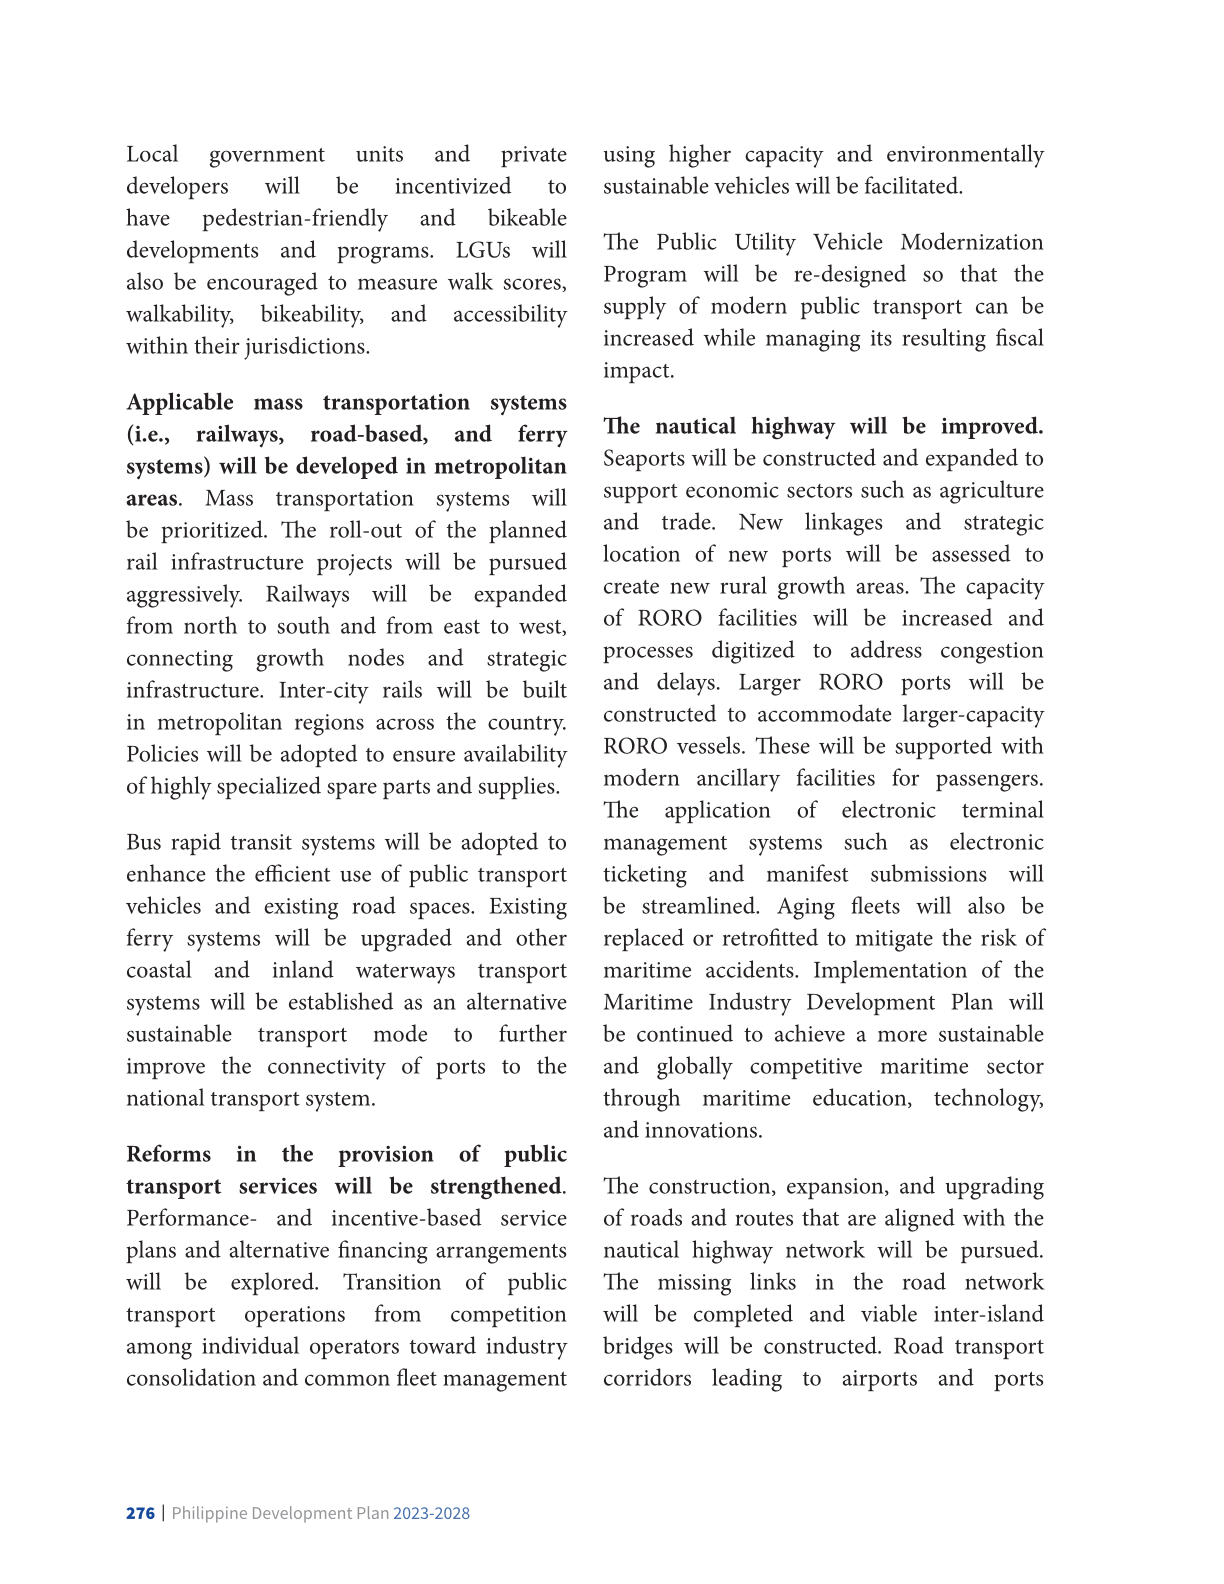 Local government units and private
developers will be incentivized to
have pedestrian-friendly and bikeable
developments and programs. LGUs will
also be encouraged to measure walk scores,
walkability, bikeability, and accessibility
within their jurisdictions.
Applicable mass transportation systems
(i.e., railways, road-based, and ferry
systems) will be developed in metropolitan
areas. Mass transportation systems will
be prioritized. The roll-out of the planned
rail infrastructure projects will be pursued
aggressively. Railways will be expanded
from north to south and from east to west,
connecting growth nodes and strategic
infrastructure. Inter-city rails will be built
in metropolitan regions across the country.
Policies will be adopted to ensure availability
of highly specialized spare parts and supplies.
Bus rapid transit systems will be adopted to
enhance the efficient use of public transport
vehicles and existing road spaces. Existing
ferry systems will be upgraded and other
coastal and inland waterways transport
systems will be established as an alternative
sustainable transport mode to further
improve the connectivity of ports to the
national transport system.
Reforms in the provision of public
transport services will be strengthened.
Performance- and incentive-based service
plans and alternative financing arrangements
will be explored. Transition of public
transport operations from competition
among individual operators toward industry
consolidation and common fleet management
using higher capacity and environmentally
sustainable vehicles will be facilitated.
The Public Utility Vehicle Modernization
Program will be re-designed so that the
supply of modern public transport can be
increased while managing its resulting fiscal
impact.
The nautical highway will be improved.
Seaports will be constructed and expanded to
support economic sectors such as agriculture
and trade. New linkages and strategic
location of new ports will be assessed to
create new rural growth areas. The capacity
of RORO facilities will be increased and
processes digitized to address congestion
and delays. Larger RORO ports will be
constructed to accommodate larger-capacity
RORO vessels. These will be supported with
modern ancillary facilities for passengers.
The application of electronic terminal
management systems such as electronic
ticketing and manifest submissions will
be streamlined. Aging fleets will also be
replaced or retrofitted to mitigate the risk of
maritime accidents. Implementation of the
Maritime Industry Development Plan will
be continued to achieve a more sustainable
and globally competitive maritime sector
through maritime education, technology,
and innovations.
The construction, expansion, and upgrading
of roads and routes that are aligned with the
nautical highway network will be pursued.
The missing links in the road network
will be completed and viable inter-island
bridges will be constructed. Road transport
corridors leading to airports and ports
276 | Philippine Development Plan 2023-2028